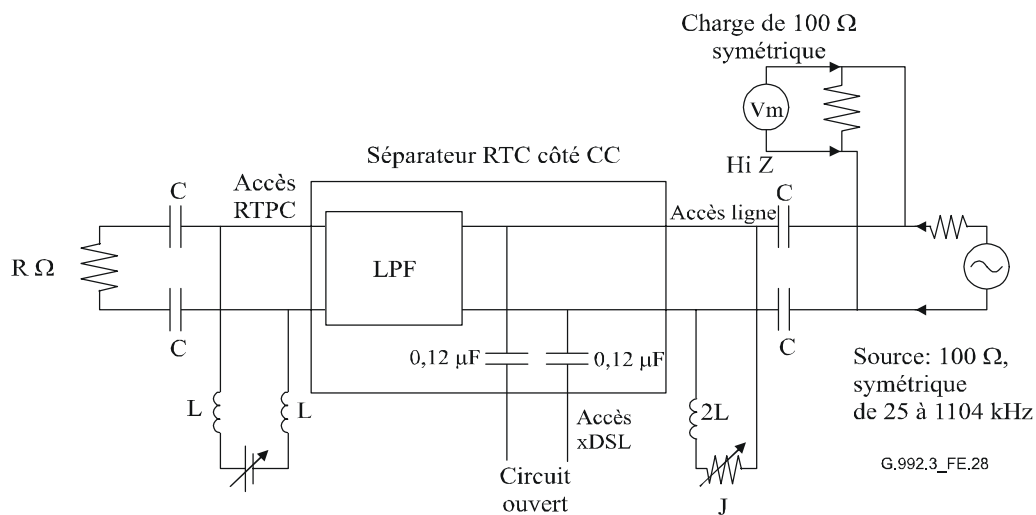 Charge de 100 Ω
symétrique
Vm
Hi Z
Séparateur RTC côté CC
C
Accès
RTPC
Accès ligne
C
R Ω
LPF
C
C
0,12 μF
0,12 μF
Source: 100 Ω,
symétrique
de 25 à 1104 kHz
L
L
Accès
xDSL
2L
Circuit
ouvert
J
G.992.3_FE.28